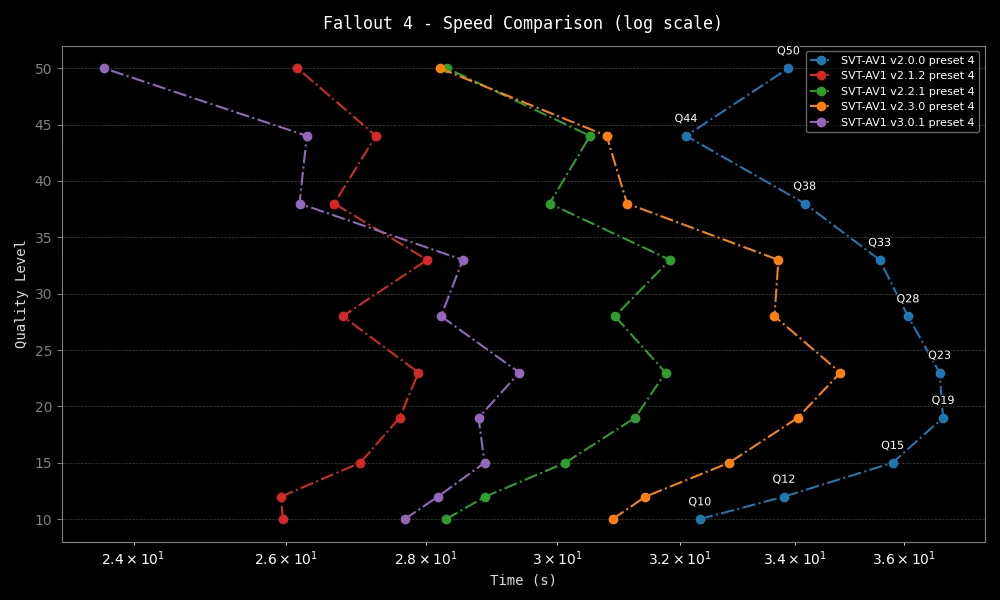 Fallout 4 - Speed Comparison (log scale)
Quality Level
50
45
40
35
30
25
20
15
10
Q50
Q44
Q38
Q33
Q28
Q23
Q19
Q15
Q12
Q10
SVT-AV1 v2.0.0 preset 4
SVT-AV1 v2.1.2 preset 4
SVT-AV1 v2.2.1 preset 4
SVT-AV1 v2.3.0 preset 4
SVT-AV1 v3.0.1 preset 4
2.4 × 10¹ 2.6 × 10¹ 2.8 × 10¹ 3.0 × 10¹ 3.2 × 10¹ 3.4 × 10¹ 3.6 × 10¹
Time (s)